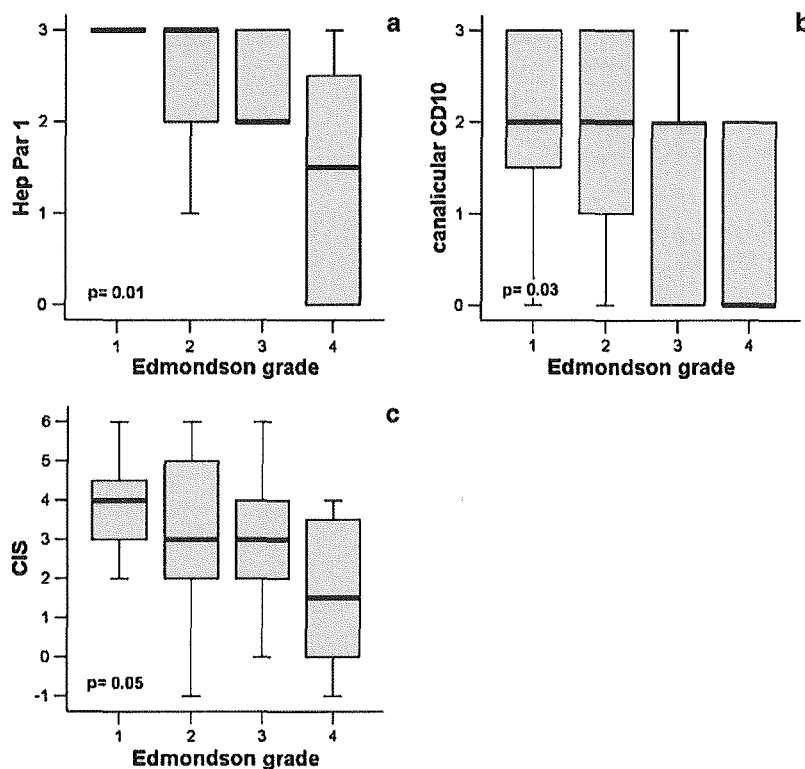 a
Hep Par 1
3
2
1
0
p= 0.01
1 2 3 4
Edmondson grade
b
canalicular CD10
3
2
1
0
p= 0.03
1 2 3 4
Edmondson grade
c
CIS
6
5
4
3
2
1
0
-1
p= 0.05
1 2 3 4
Edmondson grade